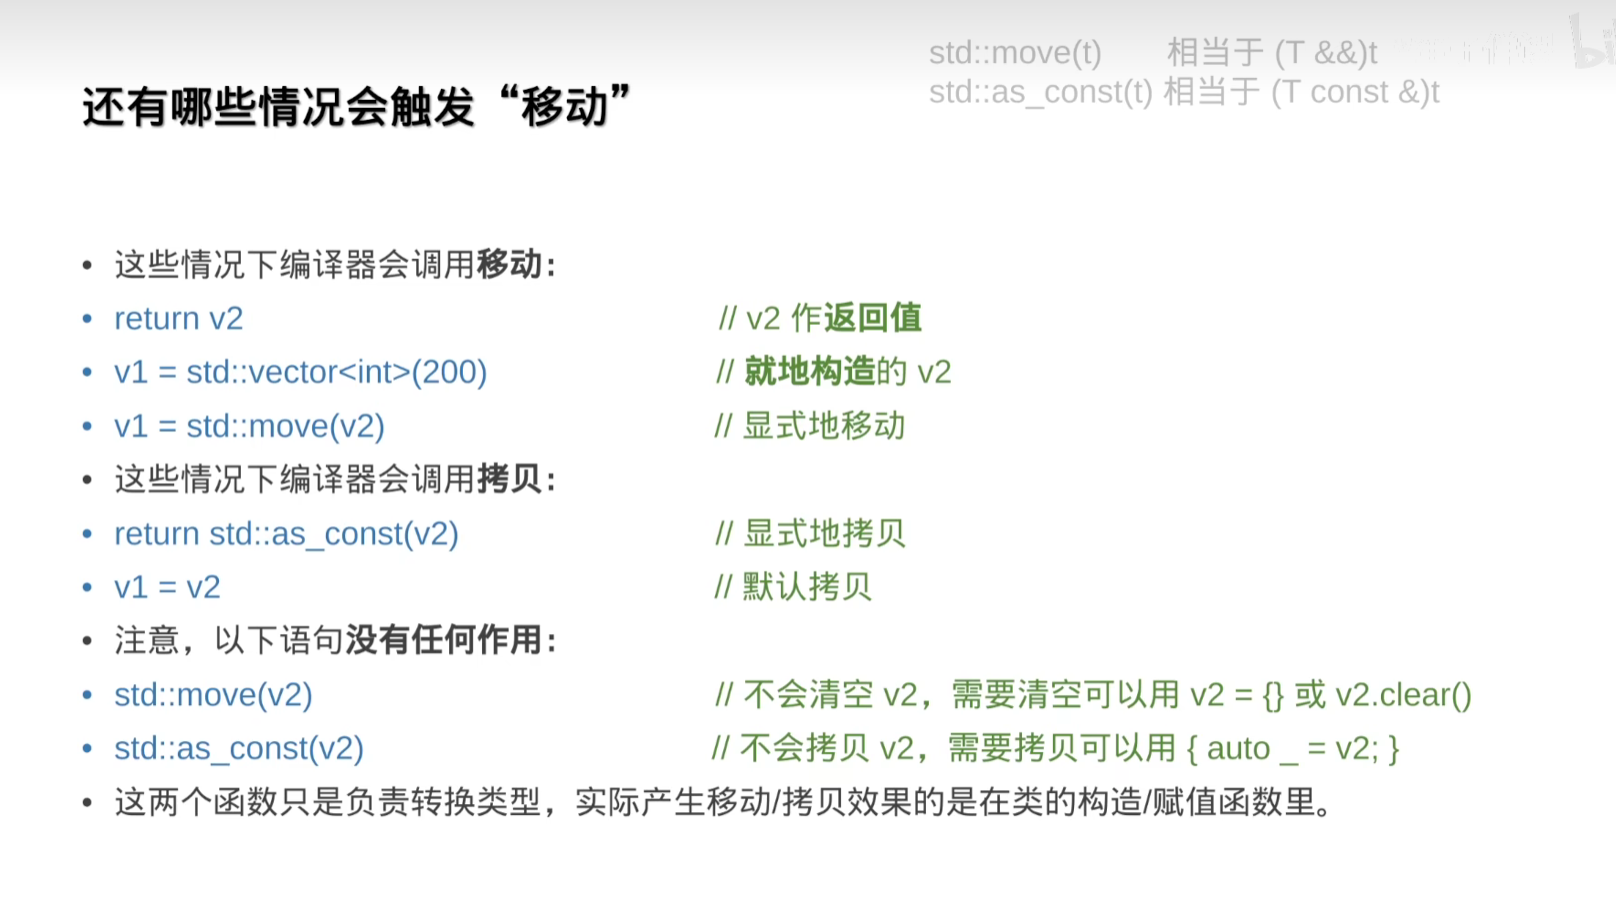 std::move(t) 相当于 (T &&)t
std::as_const(t) 相当于 (T const &)t
还有哪些情况会触发“移动”
• 这些情况下编译器会调用移动：
• return v2 // v2 作返回值
• v1 = std::vector<int>(200) // 就地构造的 v2
• v1 = std::move(v2) // 显式地移动
• 这些情况下编译器会调用拷贝：
• return std::as_const(v2) // 显式地拷贝
• v1 = v2 // 默认拷贝
• 注意，以下语句没有任何作用：
• std::move(v2) // 不会清空 v2，需要清空可以用 v2 = {} 或 v2.clear()
• std::as_const(v2) // 不会拷贝 v2，需要拷贝可以用 { auto _ = v2; }
• 这两个函数只是负责转换类型，实际产生移动/拷贝效果的是在类的构造/赋值函数里。